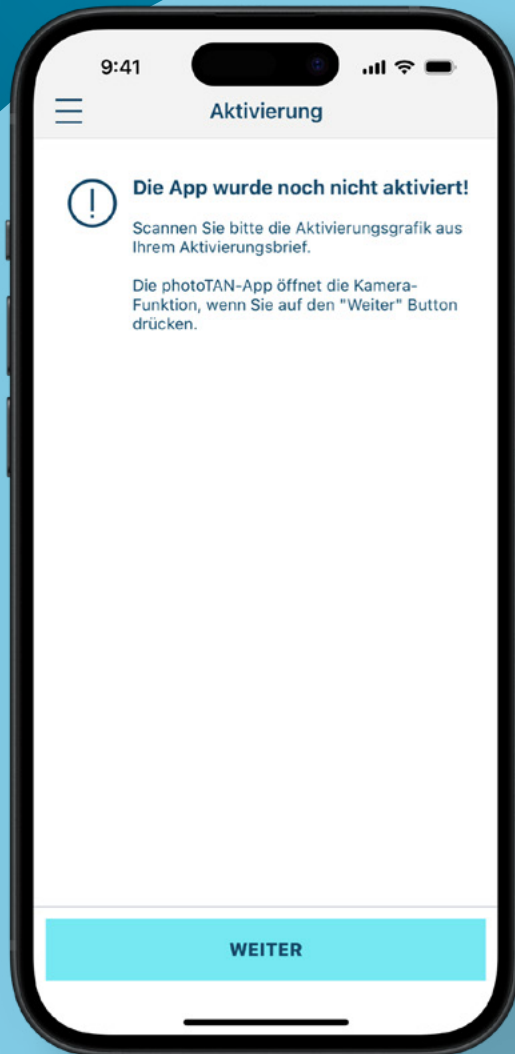 9:41
Aktivierung
Die App wurde noch nicht aktiviert!
Scannen Sie bitte die Aktivierungsgrafik aus
Ihrem Aktivierungsbrief.
Die photoTAN-App öffnet die Kamera-
Funktion, wenn Sie auf den "Weiter" Button
drücken.
WEITER